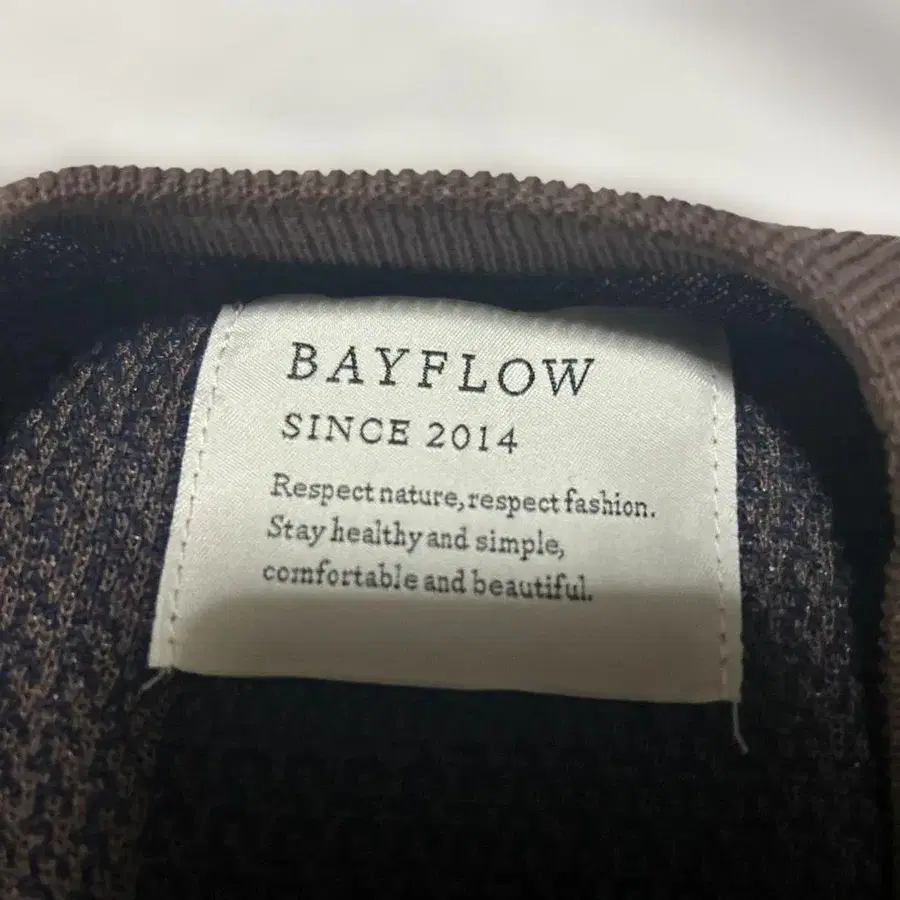 BAYFLOW
SINCE 2014
Respect nature, respect fashion.
Stay healthy and simple,
comfortable and beautiful.